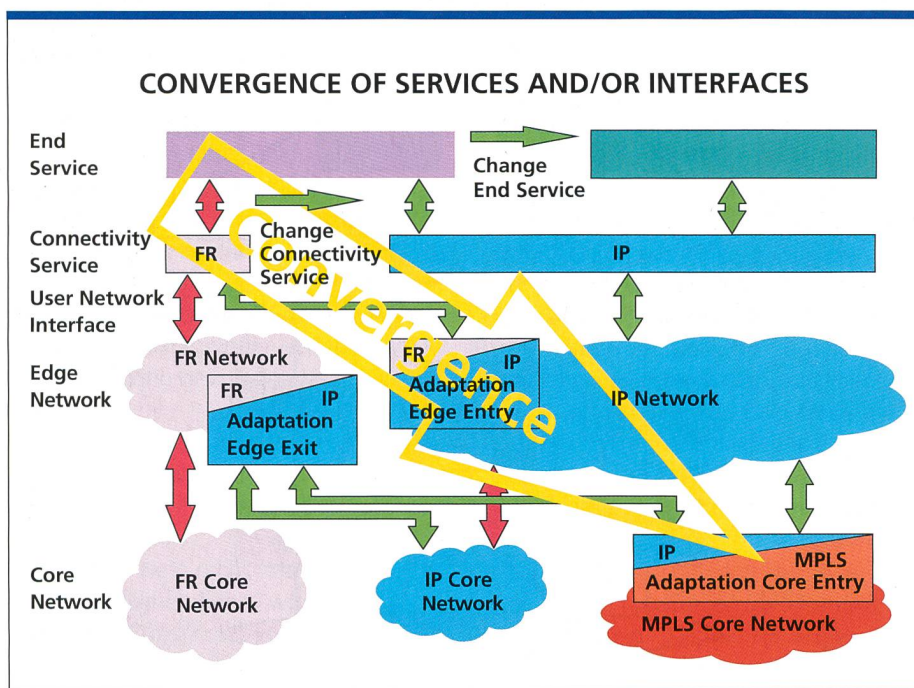 CONVERGENCE OF SERVICES AND/OR INTERFACES
End
Service
Change
End Service
Connectivity
Service
FR
Change
Connectivity
Service
IP
User Network
Interface
Convergence
Edge
Network
FR Network
FR
IP
Adaptation
Edge Exit
FR
IP
Adaptation
Edge Entry
IP Network
Core
Network
FR Core
Network
IP Core
Network
IP
MPLS
Adaptation Core Entry
MPLS Core Network